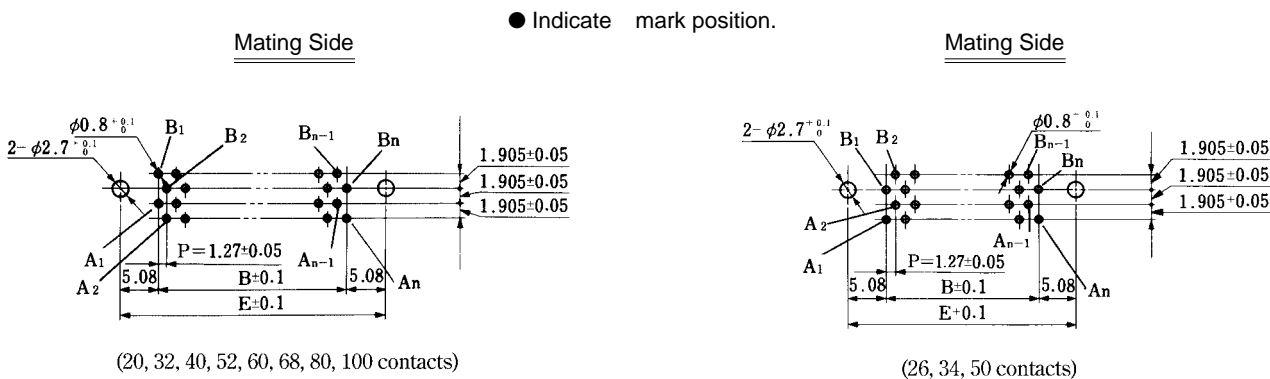 ● Indicate mark position.
Mating Side
φ0.8 +0.1 0
B1
B2
Bn−1
Bn
2−φ2.7 +0.1 0
1.905±0.05
1.905±0.05
1.905±0.05
A1
A2
P=1.27±0.05
An−1
An
5.08
B±0.1
5.08
E±0.1
(20, 32, 40, 52, 60, 68, 80, 100 contacts)
Mating Side
2−φ2.7 +0.1 0
B1
B2
φ0.8 +0.1 0
Bn−1
Bn
1.905±0.05
1.905±0.05
1.905+0.05
A2
A1
P=1.27±0.05
An−1
An
5.08
B±0.1
5.08
E+0.1
(26, 34, 50 contacts)